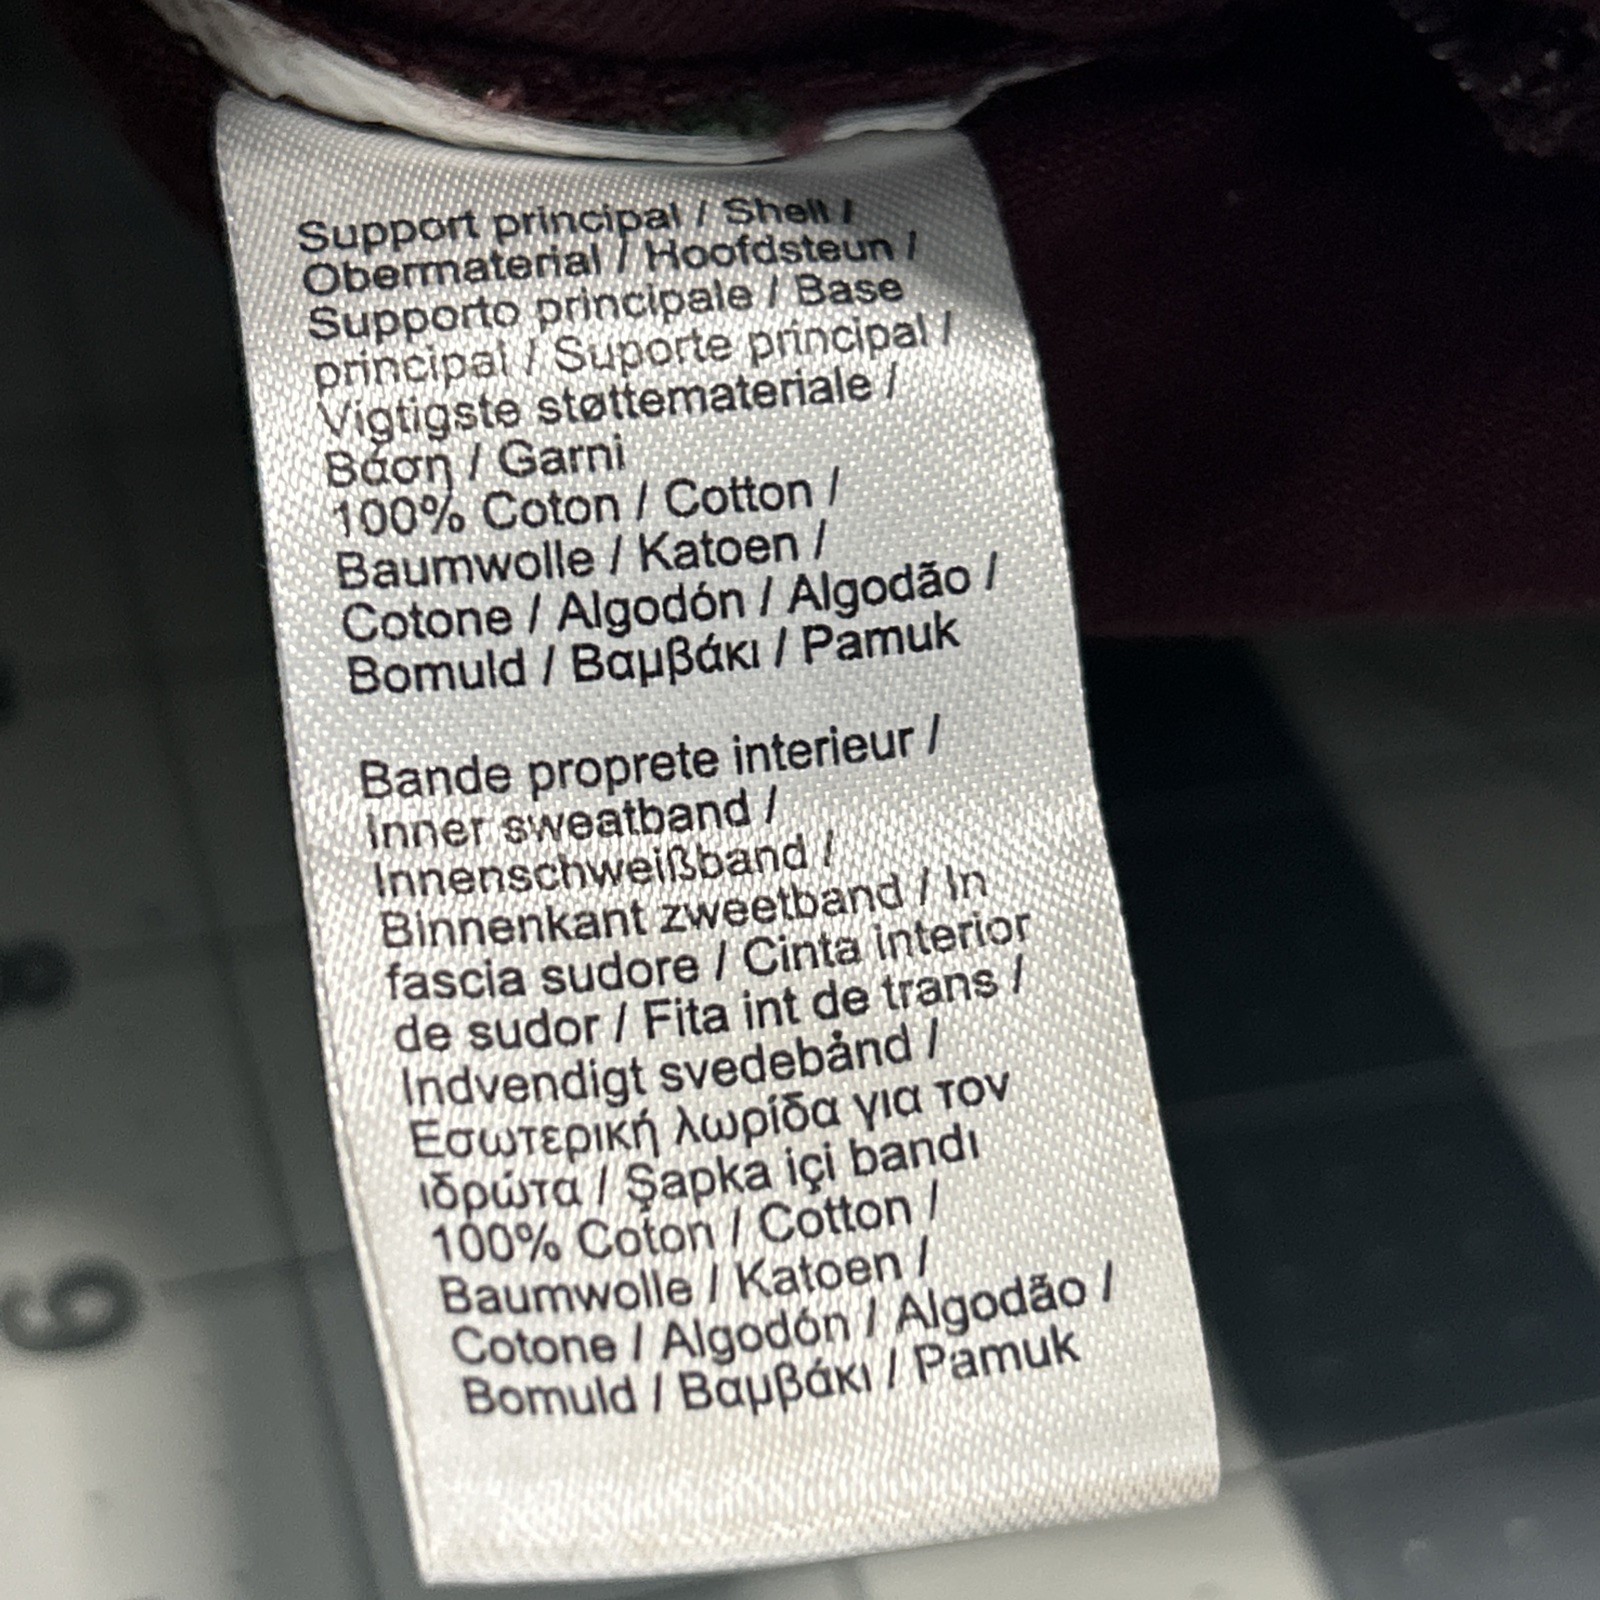 Support principal / Shell /
Obermaterial / Hoofdsteun /
Supporto principale / Base
principal / Suporte principal /
Vigtigste støttemateriale /
Βάση / Garni
100% Coton / Cotton /
Baumwolle / Katoen /
Cotone / Algodón / Algodão /
Bomuld / Βαμβάκι / Pamuk
Bande proprete interieur /
Inner sweatband /
Innenschweißband /
Binnenkant zweetband / In
fascia sudore / Cinta interior
de sudor / Fita int de trans /
Indvendigt svedebånd /
Εσωτερική λωρίδα για τον
ιδρώτα / Şapka içi bandı
100% Coton / Cotton /
Baumwolle / Katoen /
Cotone / Algodón / Algodão /
Bomuld / Βαμβάκι / Pamuk